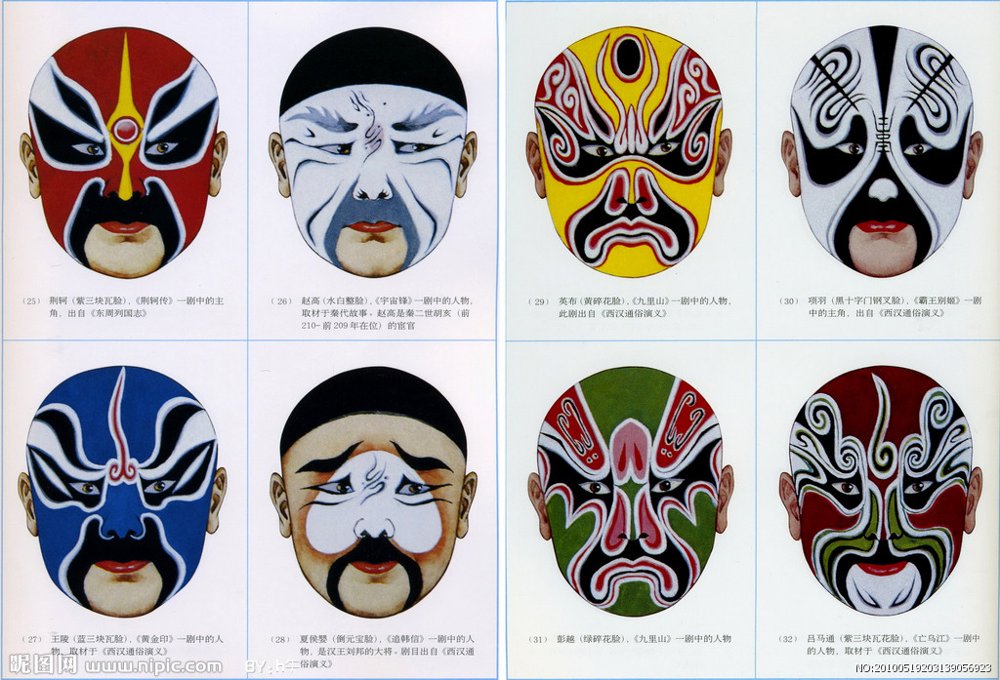 (25) 荆轲(紫三块瓦脸),《荆轲传》一剧中的主
角,出自《东周列国志》
(26) 赵高(水白整脸),《宇宙锋》一剧中的人物,
取材于秦代故事。赵高是秦二世胡亥(前
210-前209年在位)的宦官
(29) 英布(黄碎花脸),《九里山》一剧中的人物,
此剧出自《西汉通俗演义》
(30) 项羽(黑十字门钢叉脸),《霸王别姬》一剧
中的主角,出自《西汉通俗演义》
(27) 王陵(蓝三块瓦脸),《黄金印》一剧中的人
物,取材于《西汉通俗演义》
(28) 夏侯婴(倒元宝脸),《追韩信》一剧中的人
物,是汉王刘邦的大将。剧目出自《西汉通
俗演义》
(31) 彭越(绿碎花脸),《九里山》一剧中的人物
(32) 吕马通(紫三块瓦花脸),《亡乌江》一剧中
的人物,取材于《西汉通俗演义》
昵图网 www.nipic.com
BY:h二
NO:20100519203139056923